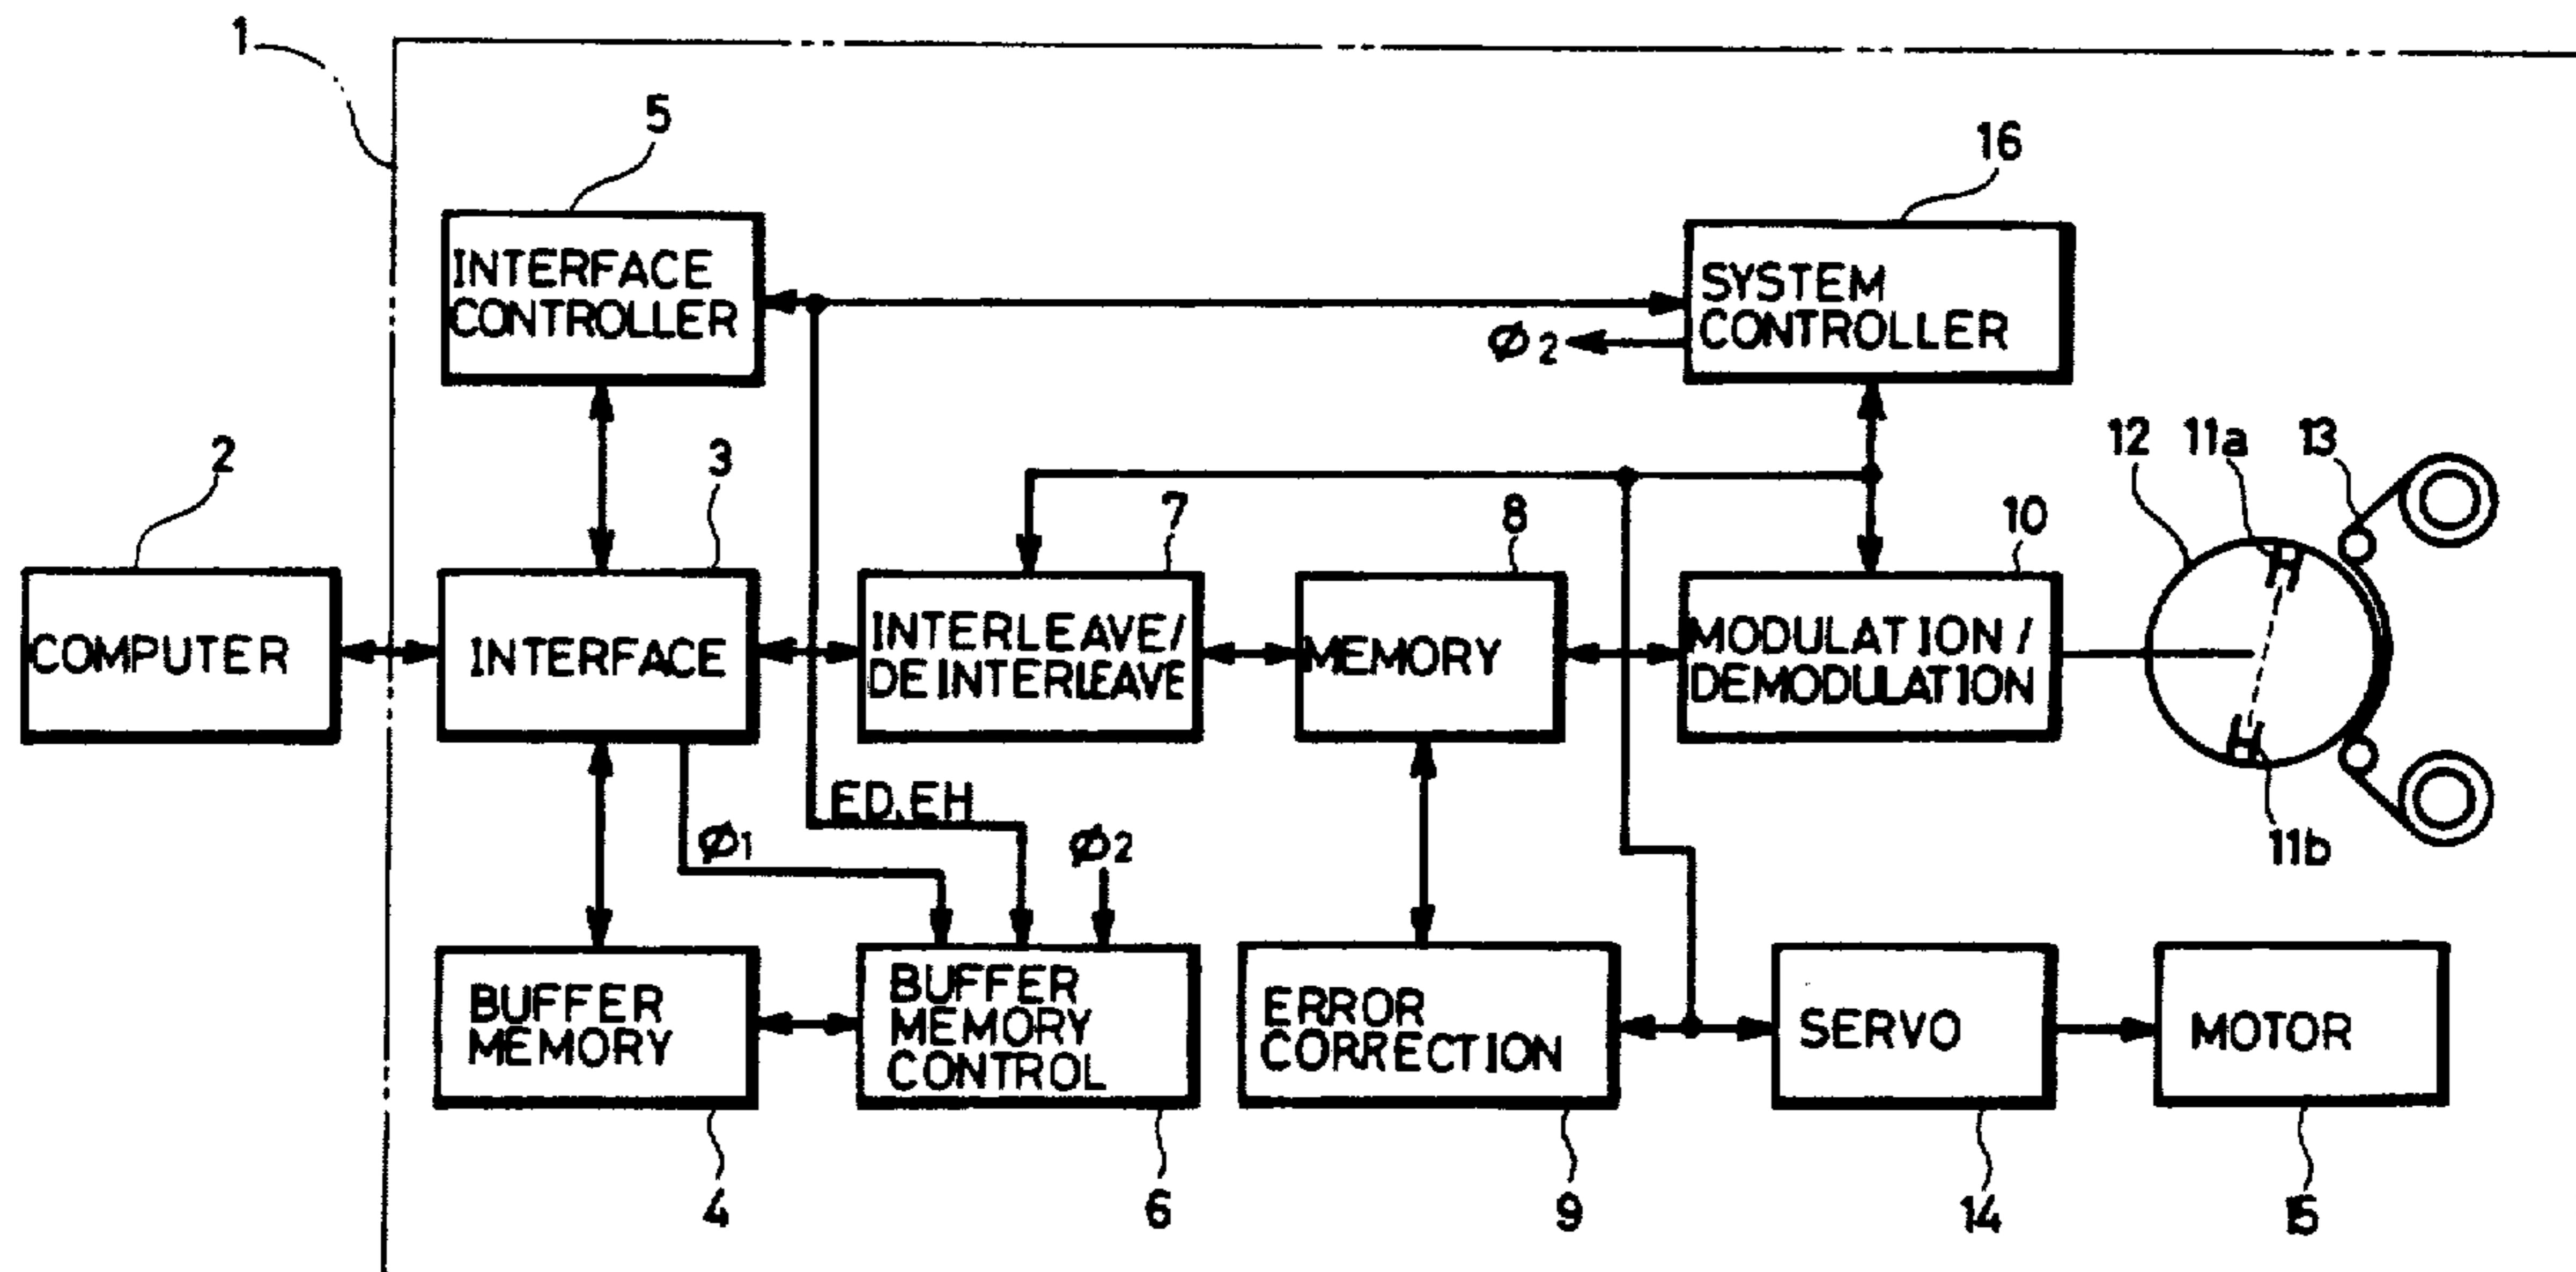 1
5
16
INTERFACE
CONTROLLER
SYSTEM
CONTROLLER
Ø2
2
3
7
8
10
12
11a
13
COMPUTER
INTERFACE
INTERLEAVE/
DEINTERLEAVE
MEMORY
MODULATION/
DEMODULATION
ED.EH
Ø1
Ø2
11b
BUFFER
MEMORY
BUFFER
MEMORY
CONTROL
ERROR
CORRECTION
SERVO
MOTOR
4
6
9
14
15